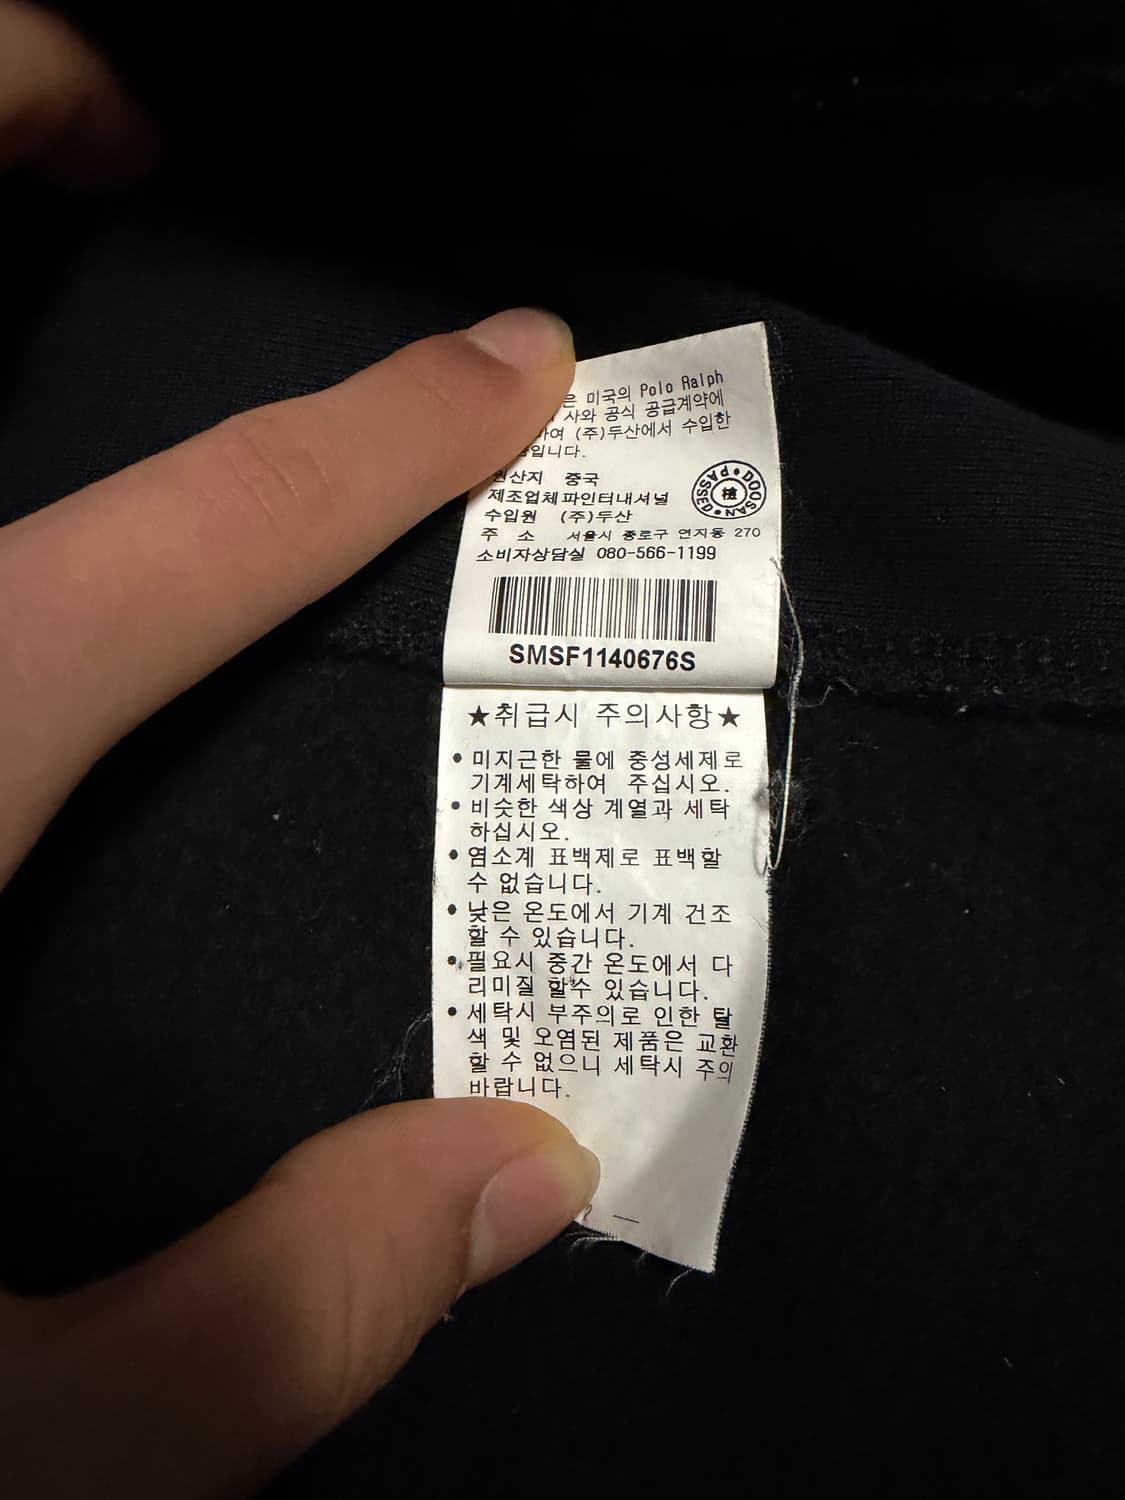 은 미국의 Polo Ralph
사와 공식 공급계약에
하여 (주)두산에서 수입한
입니다.
원산지 중국
제조업체 파인터내셔널
수입원 (주)두산
주 소 서울시 종로구 연지동 270
소비자상담실 080-566-1199
DOOSAN PASSED
檢
SMSF1140676S
★취급시 주의사항★
• 미지근한 물에 중성세제로
기계세탁하여 주십시오.
• 비슷한 색상 계열과 세탁
하십시오.
• 염소계 표백제로 표백할
수 없습니다.
• 낮은 온도에서 기계 건조
할 수 있습니다.
• 필요시 중간 온도에서 다
리미질 할수 있습니다.
• 세탁시 부주의로 인한 탈
색 및 오염된 제품은 교환
할 수 없으니 세탁시 주의
바랍니다.